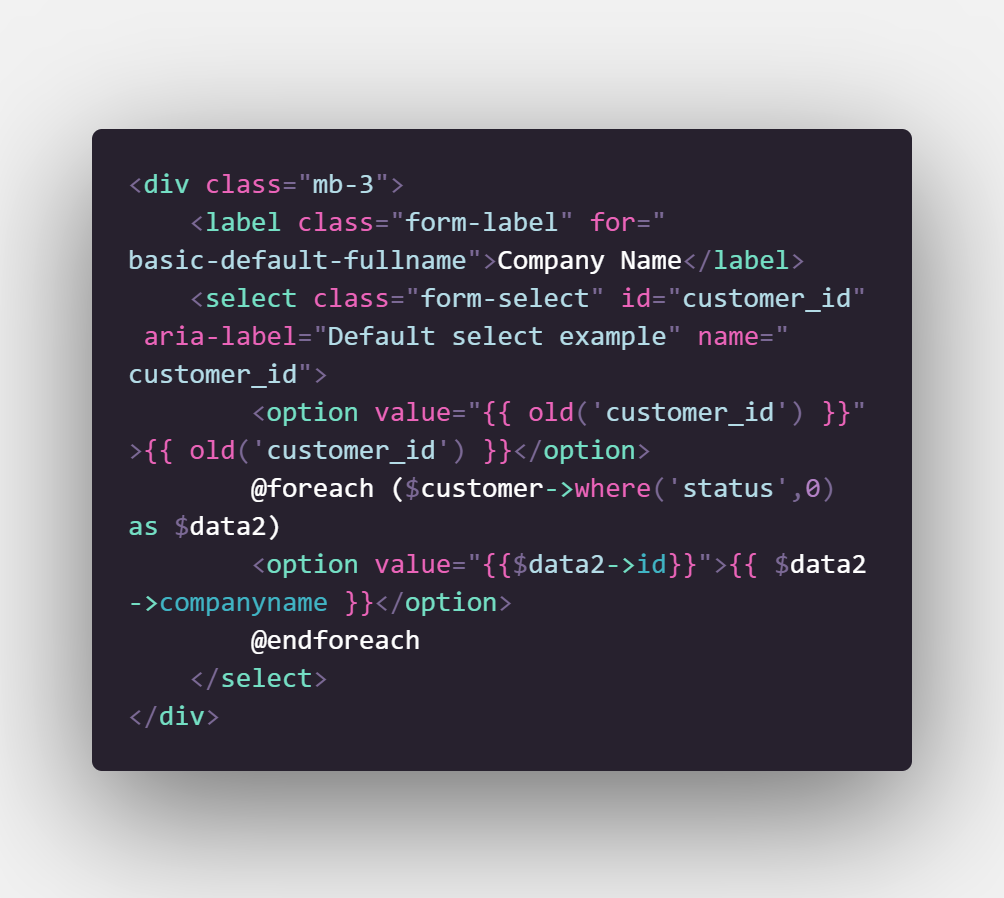 <div class="mb-3">
    <label class="form-label" for="
basic-default-fullname">Company Name</label>
    <select class="form-select" id="customer_id"
 aria-label="Default select example" name="
customer_id">
        <option value="{{ old('customer_id') }}"
>{{ old('customer_id') }}</option>
        @foreach ($customer->where('status',0)
as $data2)
        <option value="{{$data2->id}}">{{ $data2
->companyname }}</option>
        @endforeach
    </select>
</div>